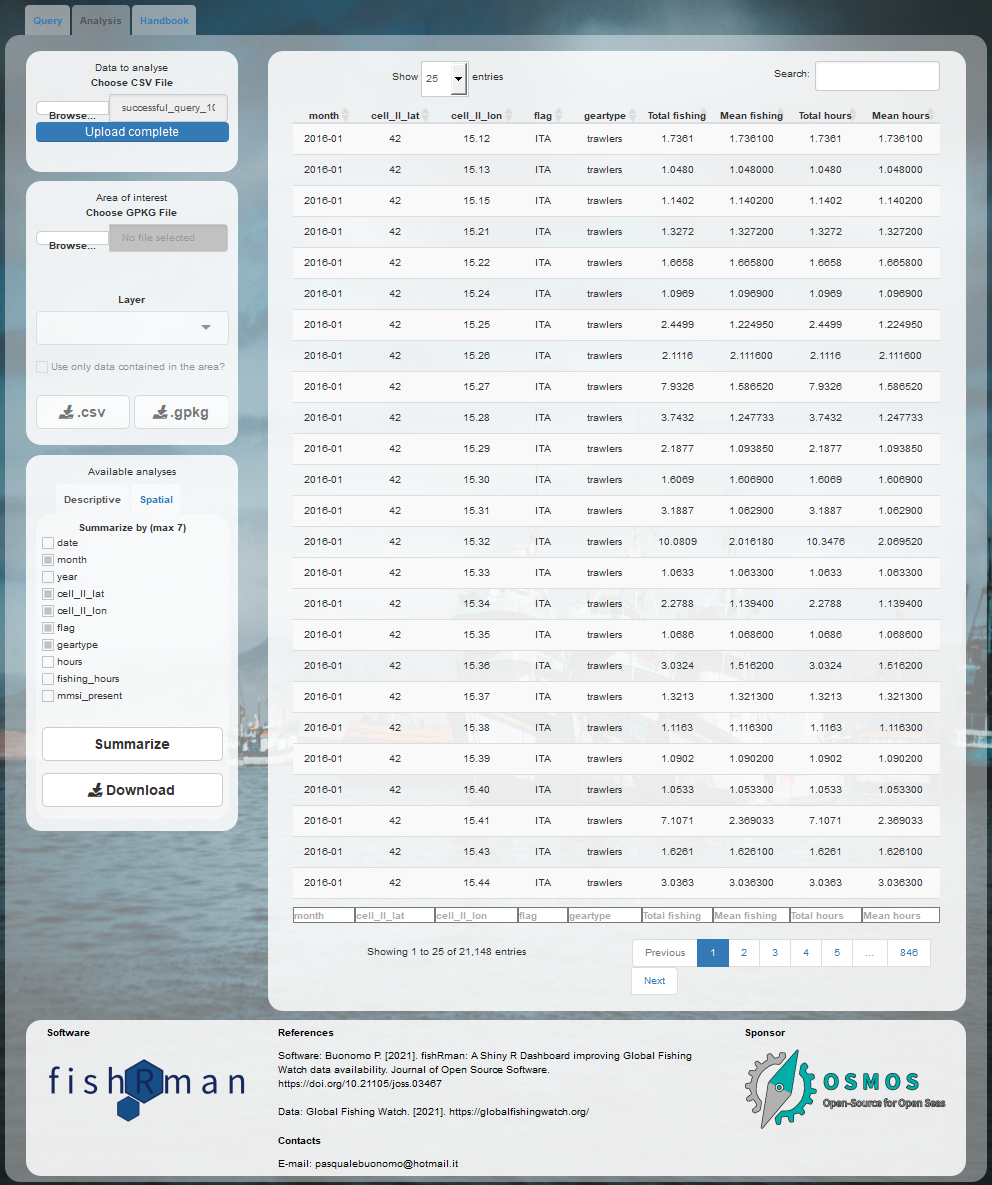 Query Analysis Handbook
Data to analyse
Choose CSV File
Browse... successful_query_1(
Upload complete
Area of interest
Choose GPKG File
Browse... No file selected
Layer
Use only data contained in the area?
.csv .gpkg
Available analyses
Descriptive Spatial
Summarize by (max 7)
date
month
year
cell_ll_lat
cell_ll_lon
flag
geartype
hours
fishing_hours
mmsi_present
Summarize
Download
Show 25 entries Search:
month cell_ll_lat cell_ll_lon flag geartype Total fishing Mean fishing Total hours Mean hours
2016-01 42 15.12 ITA trawlers 1.7361 1.736100 1.7361 1.736100
2016-01 42 15.13 ITA trawlers 1.0480 1.048000 1.0480 1.048000
2016-01 42 15.15 ITA trawlers 1.1402 1.140200 1.1402 1.140200
2016-01 42 15.21 ITA trawlers 1.3272 1.327200 1.3272 1.327200
2016-01 42 15.22 ITA trawlers 1.6658 1.665800 1.6658 1.665800
2016-01 42 15.24 ITA trawlers 1.0969 1.096900 1.0969 1.096900
2016-01 42 15.25 ITA trawlers 2.4499 1.224950 2.4499 1.224950
2016-01 42 15.26 ITA trawlers 2.1116 2.111600 2.1116 2.111600
2016-01 42 15.27 ITA trawlers 7.9326 1.586520 7.9326 1.586520
2016-01 42 15.28 ITA trawlers 3.7432 1.247733 3.7432 1.247733
2016-01 42 15.29 ITA trawlers 2.1877 1.093850 2.1877 1.093850
2016-01 42 15.30 ITA trawlers 1.6069 1.606900 1.6069 1.606900
2016-01 42 15.31 ITA trawlers 3.1887 1.062900 3.1887 1.062900
2016-01 42 15.32 ITA trawlers 10.0809 2.016180 10.3476 2.069520
2016-01 42 15.33 ITA trawlers 1.0633 1.063300 1.0633 1.063300
2016-01 42 15.34 ITA trawlers 2.2788 1.139400 2.2788 1.139400
2016-01 42 15.35 ITA trawlers 1.0686 1.068600 1.0686 1.068600
2016-01 42 15.36 ITA trawlers 3.0324 1.516200 3.0324 1.516200
2016-01 42 15.37 ITA trawlers 1.3213 1.321300 1.3213 1.321300
2016-01 42 15.38 ITA trawlers 1.1163 1.116300 1.1163 1.116300
2016-01 42 15.39 ITA trawlers 1.0902 1.090200 1.0902 1.090200
2016-01 42 15.40 ITA trawlers 1.0533 1.053300 1.0533 1.053300
2016-01 42 15.41 ITA trawlers 7.1071 2.369033 7.1071 2.369033
2016-01 42 15.43 ITA trawlers 1.6261 1.626100 1.6261 1.626100
2016-01 42 15.44 ITA trawlers 3.0363 3.036300 3.0363 3.036300
month cell_ll_lat cell_ll_lon flag geartype Total fishing Mean fishing Total hours Mean hours
Showing 1 to 25 of 21,148 entries Previous 1 2 3 4 5 ... 846
Next
Software
fishRman
References
Software: Buonomo P. [2021]. fishRman: A Shiny R Dashboard improving Global Fishing
Watch data availability. Journal of Open Source Software.
https://doi.org/10.21105/joss.03467
Data: Global Fishing Watch. [2021]. https://globalfishingwatch.org/
Contacts
E-mail: pasqualebuonomo@hotmail.it
Sponsor
OSMOS
Open-Source for Open Seas